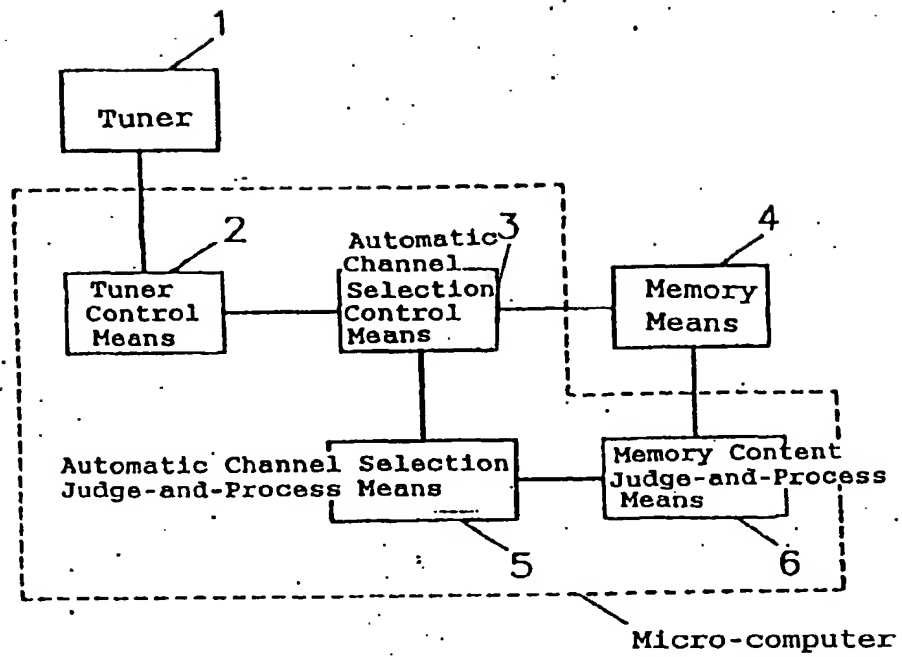 1
Tuner
2
Tuner
Control
Means
3
Automatic
Channel
Selection
Control
Means
4
Memory
Means
Automatic Channel Selection
Judge-and-Process Means
5
Memory Content
Judge-and-Process
Means
6
Micro-computer